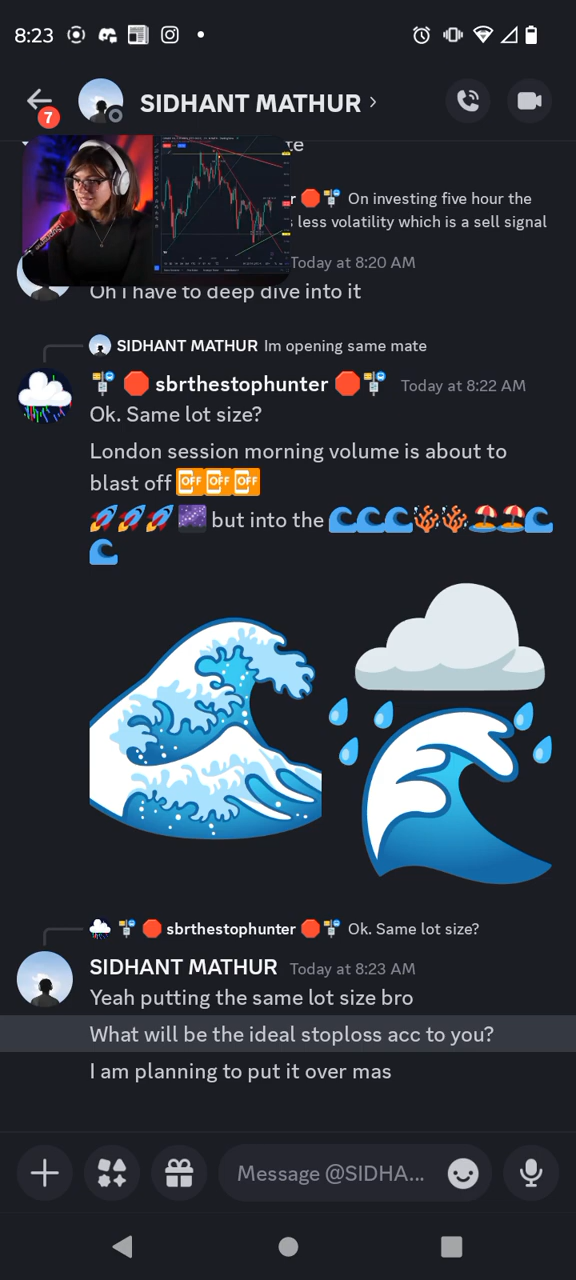 8:23
7
SIDHANT MATHUR
On investing five hour the
less volatility which is a sell signal
Today at 8:20 AM
Oh i have to deep dive into it
SIDHANT MATHUR Im opening same mate
sbrthestophunter Today at 8:22 AM
Ok. Same lot size?
London session morning volume is about to
blast off 📴📴📴
🚀🚀🚀 🌌 but into the 🌊🌊🌊🪸🪸🏖️🏖️🌊
🌊
sbrthestophunter Ok. Same lot size?
SIDHANT MATHUR Today at 8:23 AM
Yeah putting the same lot size bro
What will be the ideal stoploss acc to you?
I am planning to put it over mas
Message @SIDHA...